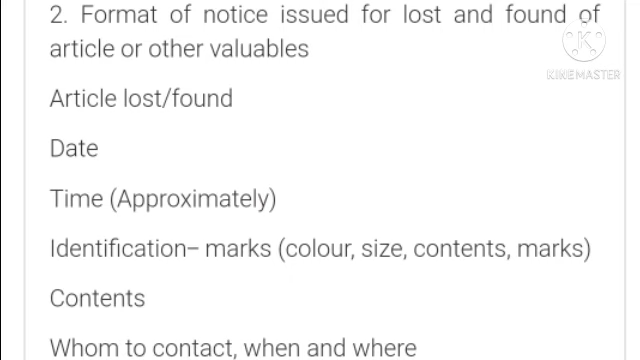 2. Format of notice issued for lost and found of
article or other valuables
Article lost/found
Date
Time (Approximately)
Identification– marks (colour, size, contents, marks)
Contents
Whom to contact, when and where
K
KINEMASTER